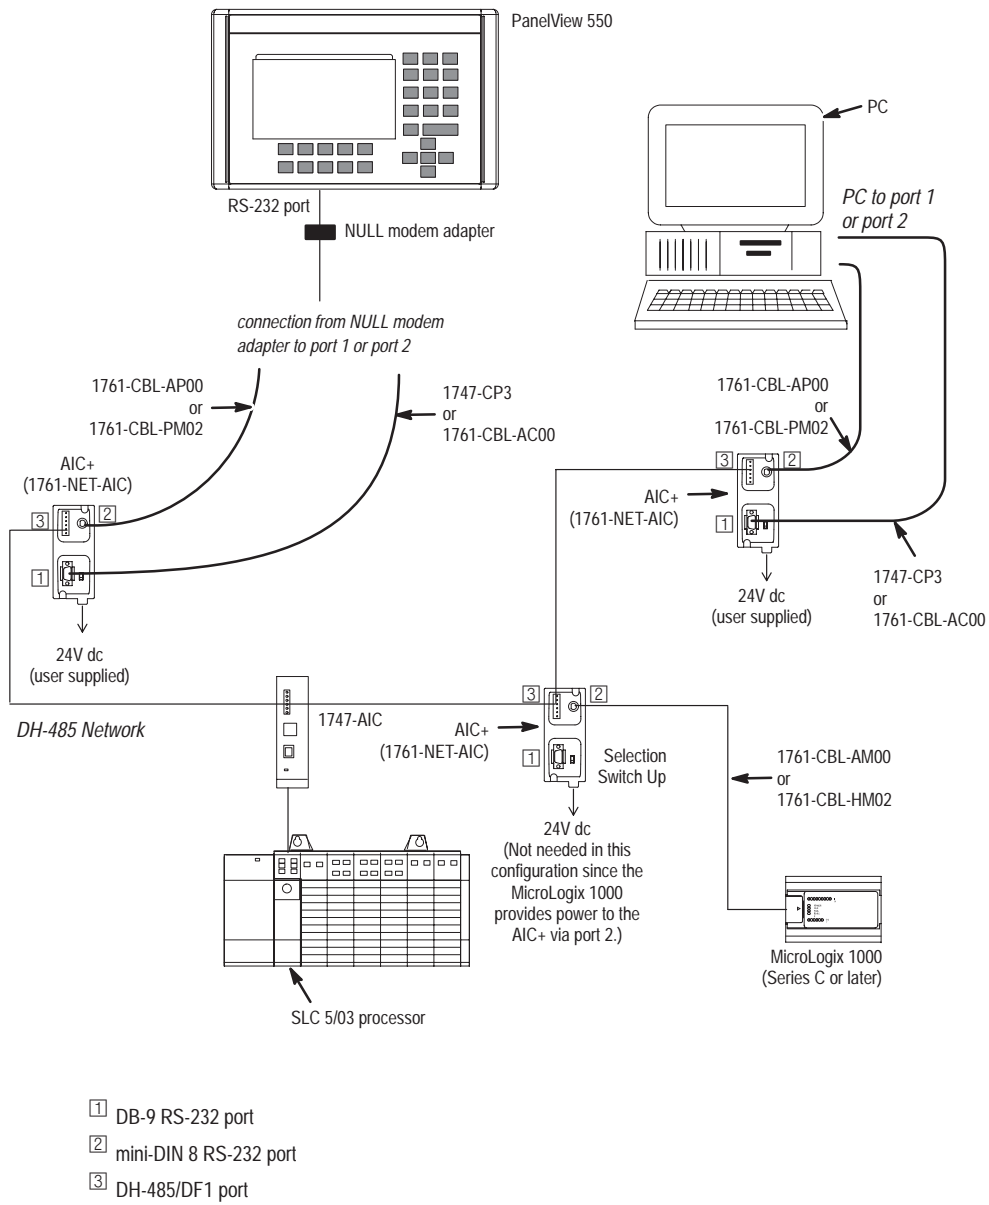 PanelView 550
PC
RS-232 port
NULL modem adapter
PC to port 1
or port 2
connection from NULL modem
adapter to port 1 or port 2
1761-CBL-AP00
or
1761-CBL-PM02
1747-CP3
or
1761-CBL-AC00
1761-CBL-AP00
or
1761-CBL-PM02
AIC+
(1761-NET-AIC)
3
2
1
24V dc
(user supplied)
3
2
AIC+
(1761-NET-AIC)
1
24V dc
(user supplied)
1747-CP3
or
1761-CBL-AC00
DH-485 Network
1747-AIC
3
2
AIC+
(1761-NET-AIC)
1
Selection
Switch Up
1761-CBL-AM00
or
1761-CBL-HM02
24V dc
(Not needed in this
configuration since the
MicroLogix 1000
provides power to the
AIC+ via port 2.)
MicroLogix 1000
(Series C or later)
SLC 5/03 processor
1 DB-9 RS-232 port
2 mini-DIN 8 RS-232 port
3 DH-485/DF1 port